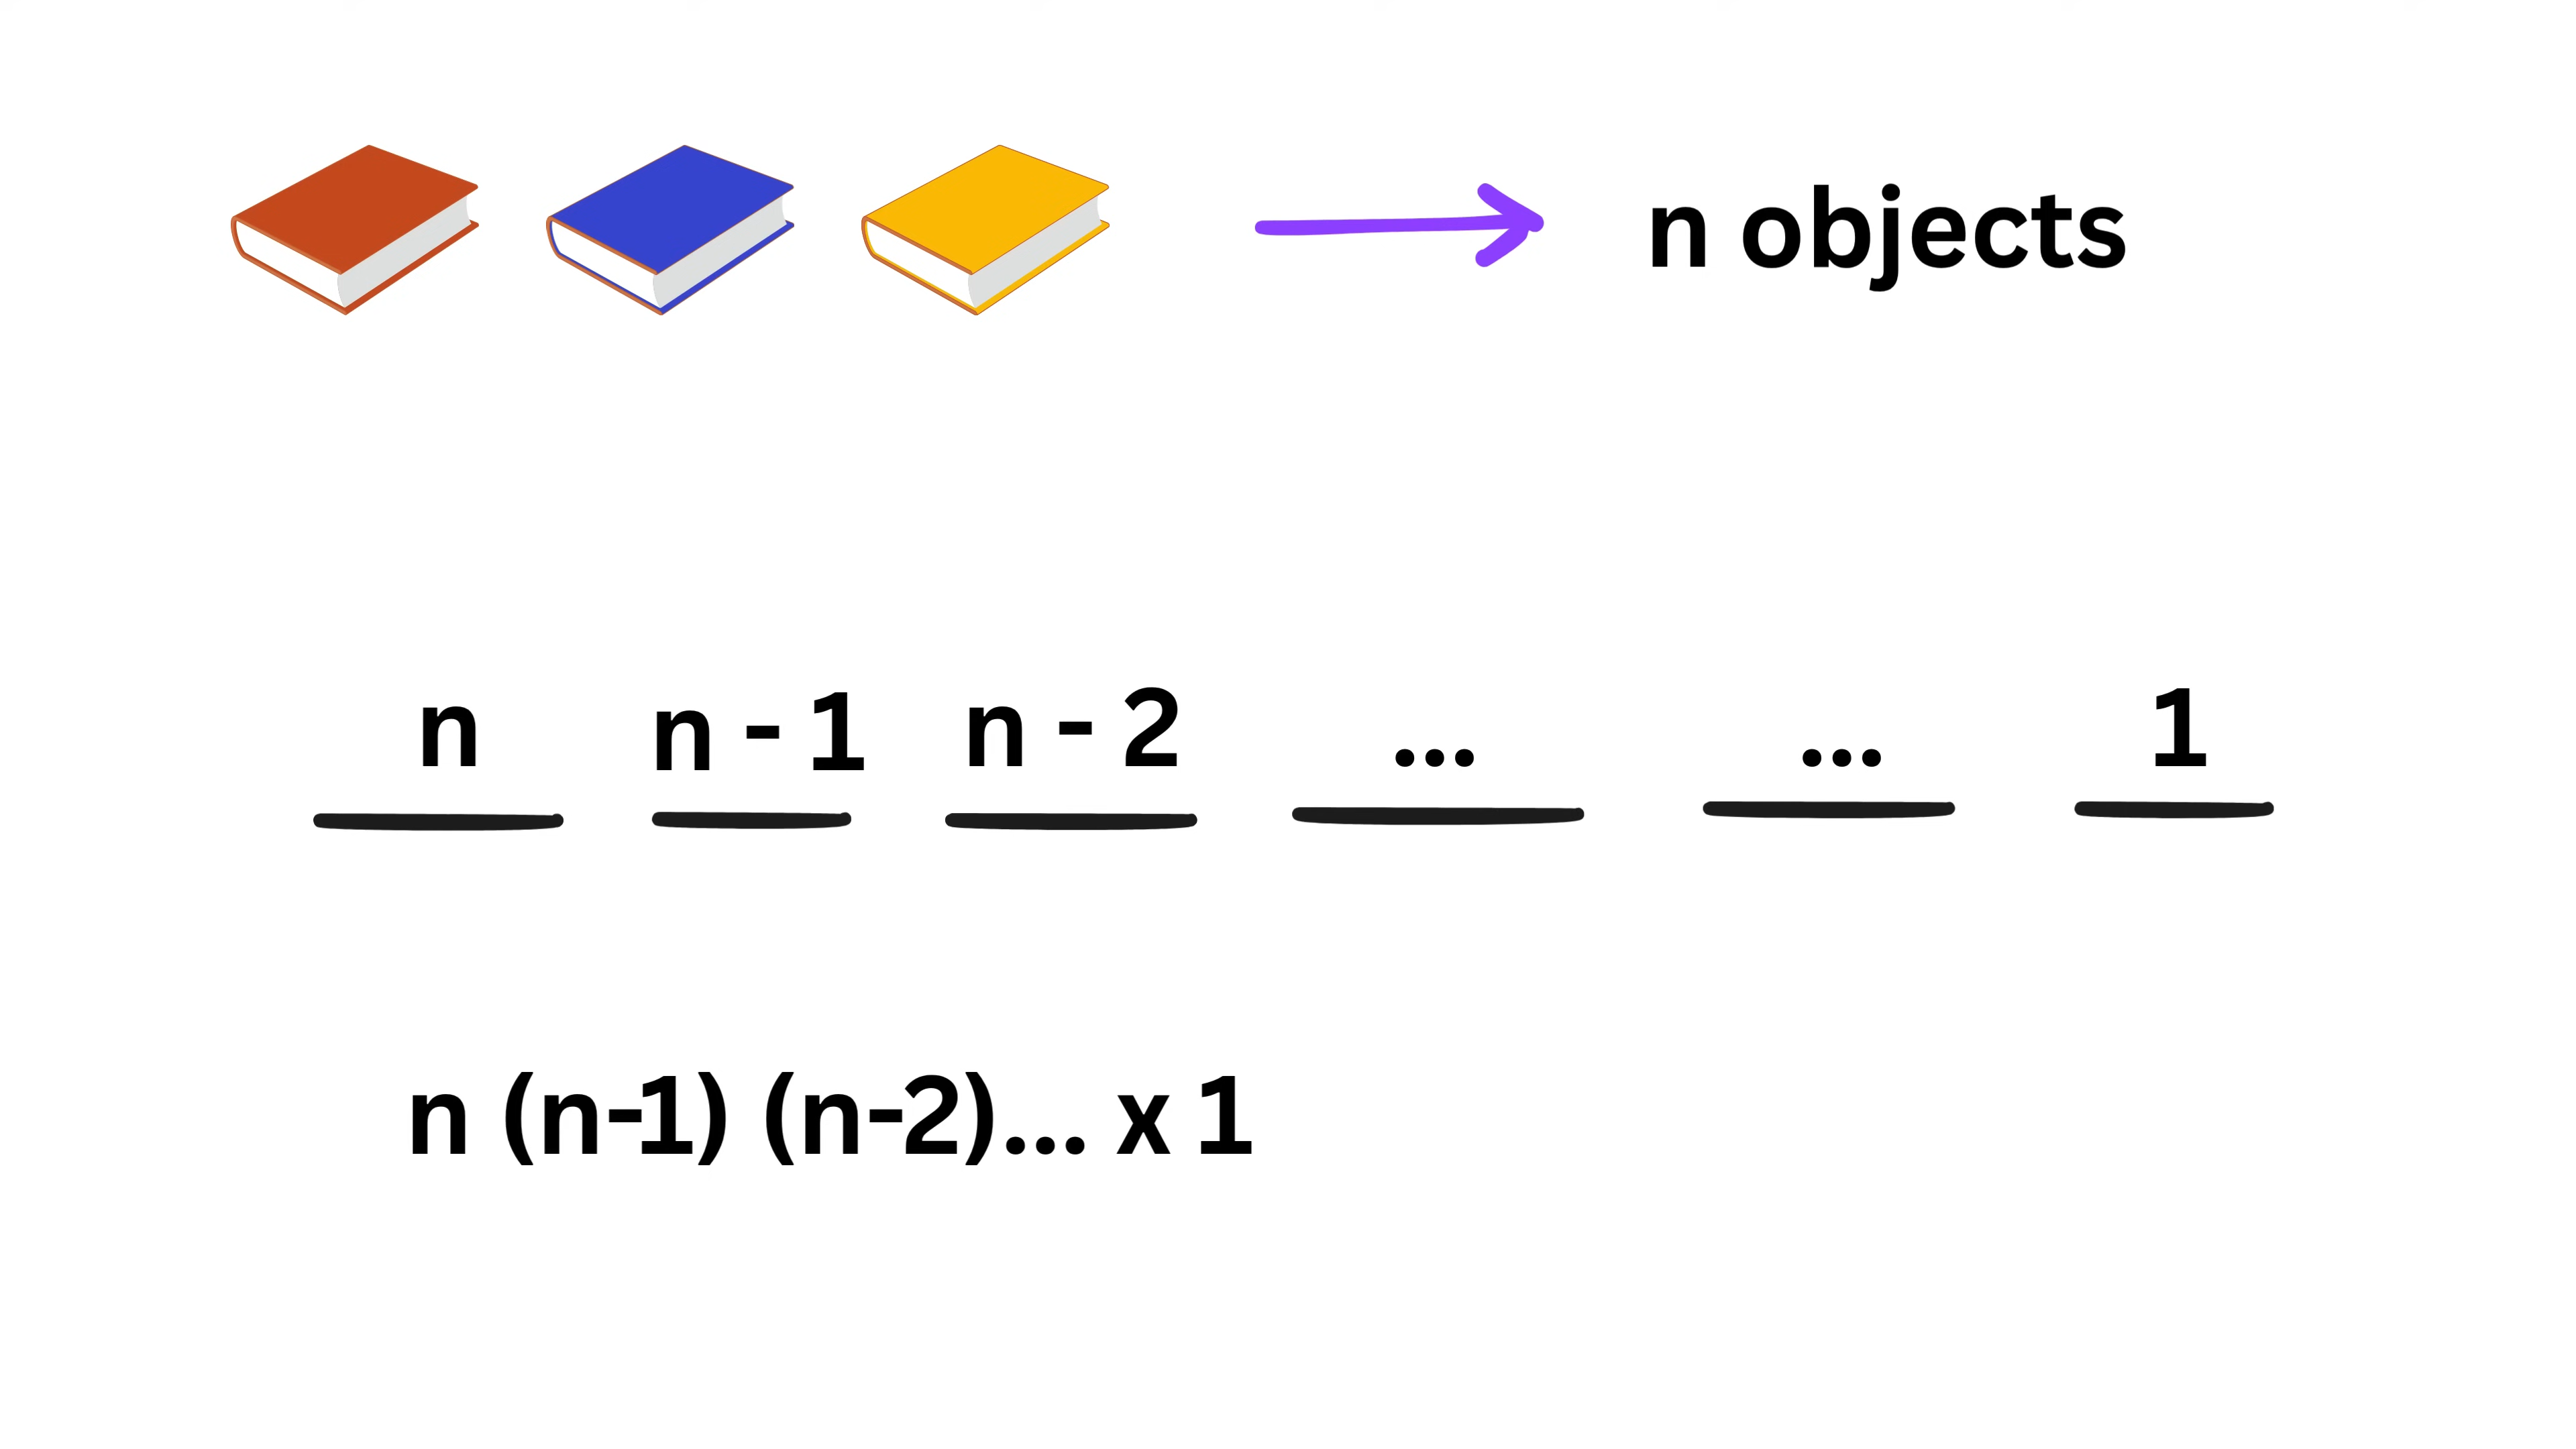 n objects
n n - 1 n - 2 ... ... 1
n (n-1) (n-2)... x 1